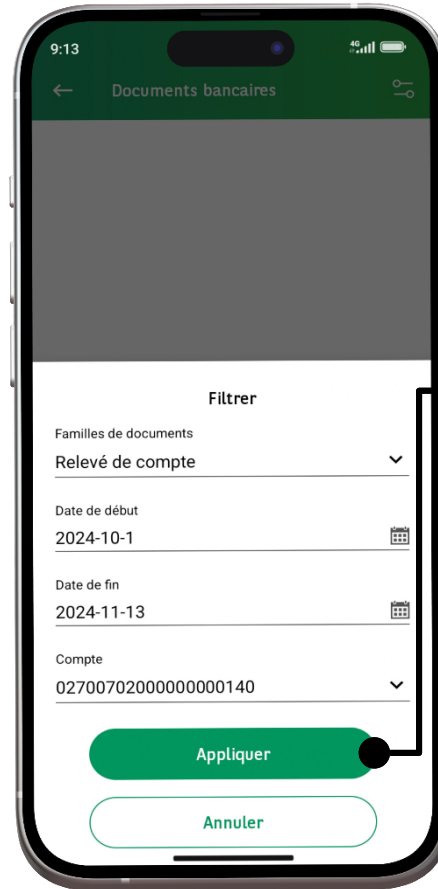 9:13
4G
Documents bancaires
Filtrer
Familles de documents
Relevé de compte
Date de début
2024-10-1
Date de fin
2024-11-13
Compte
02700702000000000140
Appliquer
Annuler